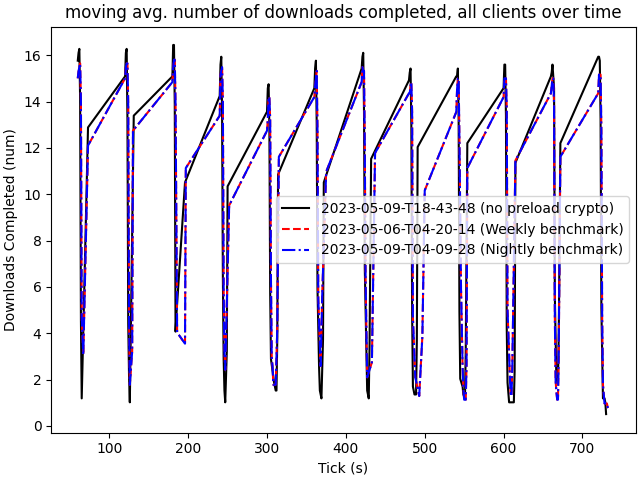 moving avg. number of downloads completed, all clients over time
Downloads Completed (num)
16
14
12
10
8
6
4
2
0
2023-05-09-T18-43-48 (no preload crypto)
2023-05-06-T04-20-14 (Weekly benchmark)
2023-05-09-T04-09-28 (Nightly benchmark)
100 200 300 400 500 600 700
Tick (s)